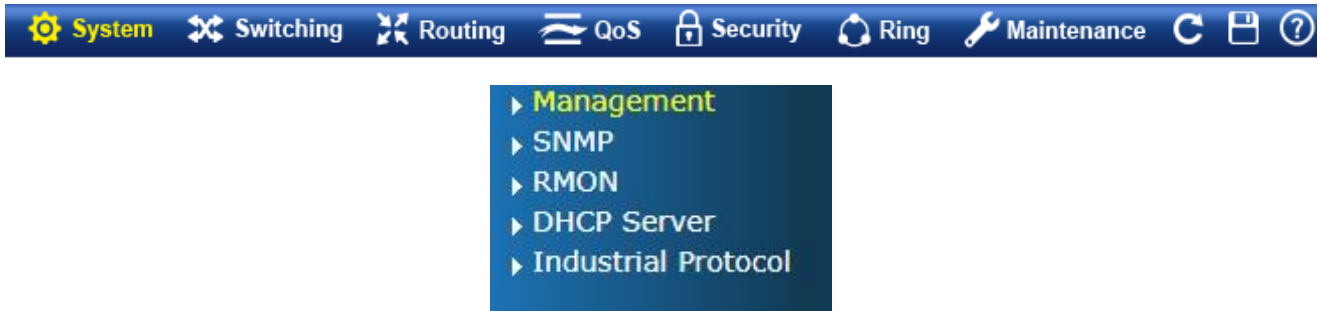 System Switching Routing QoS Security Ring Maintenance
Management
SNMP
RMON
DHCP Server
Industrial Protocol